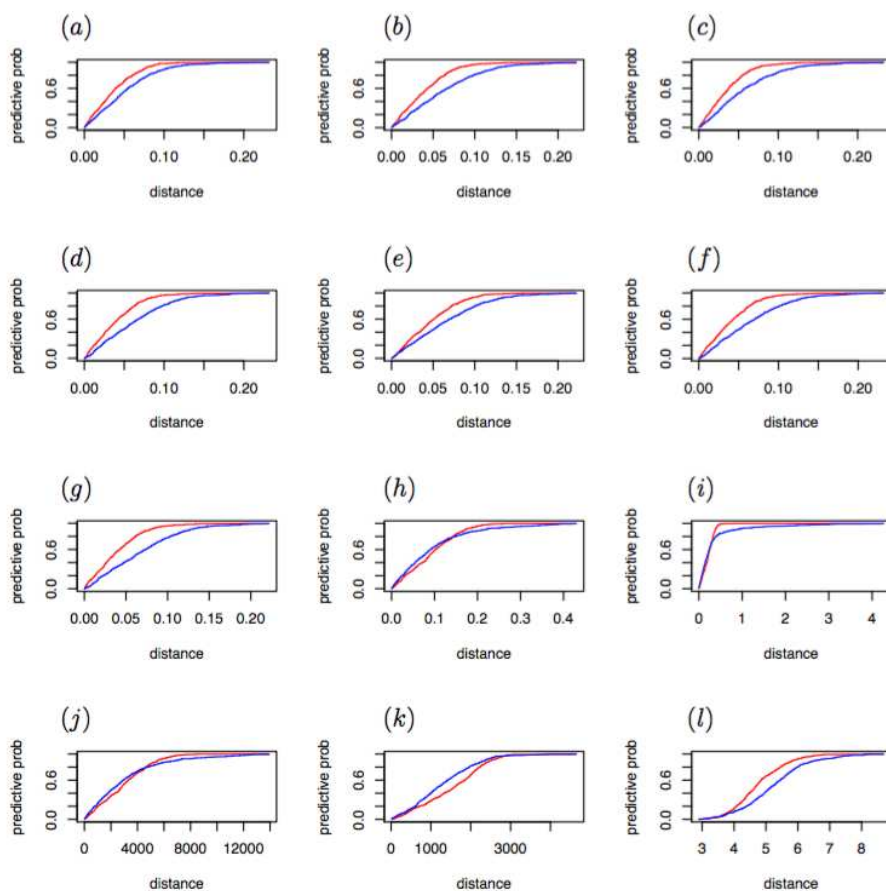 (a) (b) (c)
predictive prob 0.0 0.6 predictive prob 0.0 0.6 predictive prob 0.0 0.6
0.00 0.10 0.20 0.00 0.05 0.10 0.15 0.20 0.00 0.10 0.20
distance distance distance
(d) (e) (f)
predictive prob 0.0 0.6 predictive prob 0.0 0.6 predictive prob 0.0 0.6
0.00 0.10 0.20 0.00 0.05 0.10 0.15 0.20 0.00 0.10 0.20
distance distance distance
(g) (h) (i)
predictive prob 0.0 0.6 predictive prob 0.0 0.6 predictive prob 0.0 0.6
0.00 0.05 0.10 0.15 0.20 0.0 0.1 0.2 0.3 0.4 0 1 2 3 4
distance distance distance
(j) (k) (l)
predictive prob 0.0 0.6 predictive prob 0.0 0.6 predictive prob 0.0 0.6
0 4000 8000 12000 0 1000 3000 3 4 5 6 7 8
distance distance distance